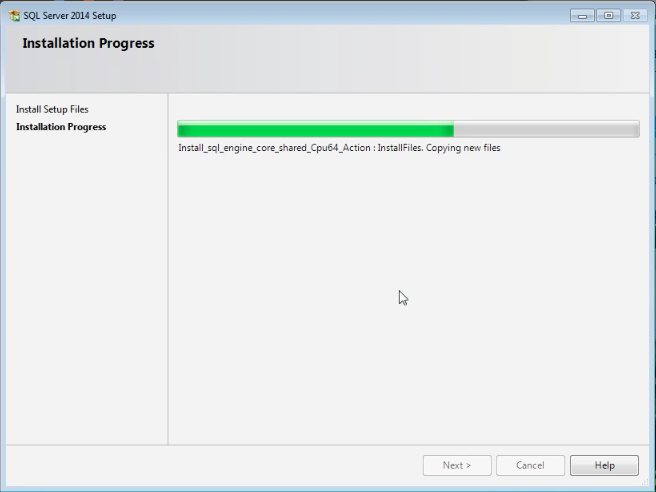 SQL Server 2014 Setup
Installation Progress
Install Setup Files
Installation Progress
Install_sql_engine_core_shared_Cpu64_Action : InstallFiles. Copying new files
Next >
Cancel
Help